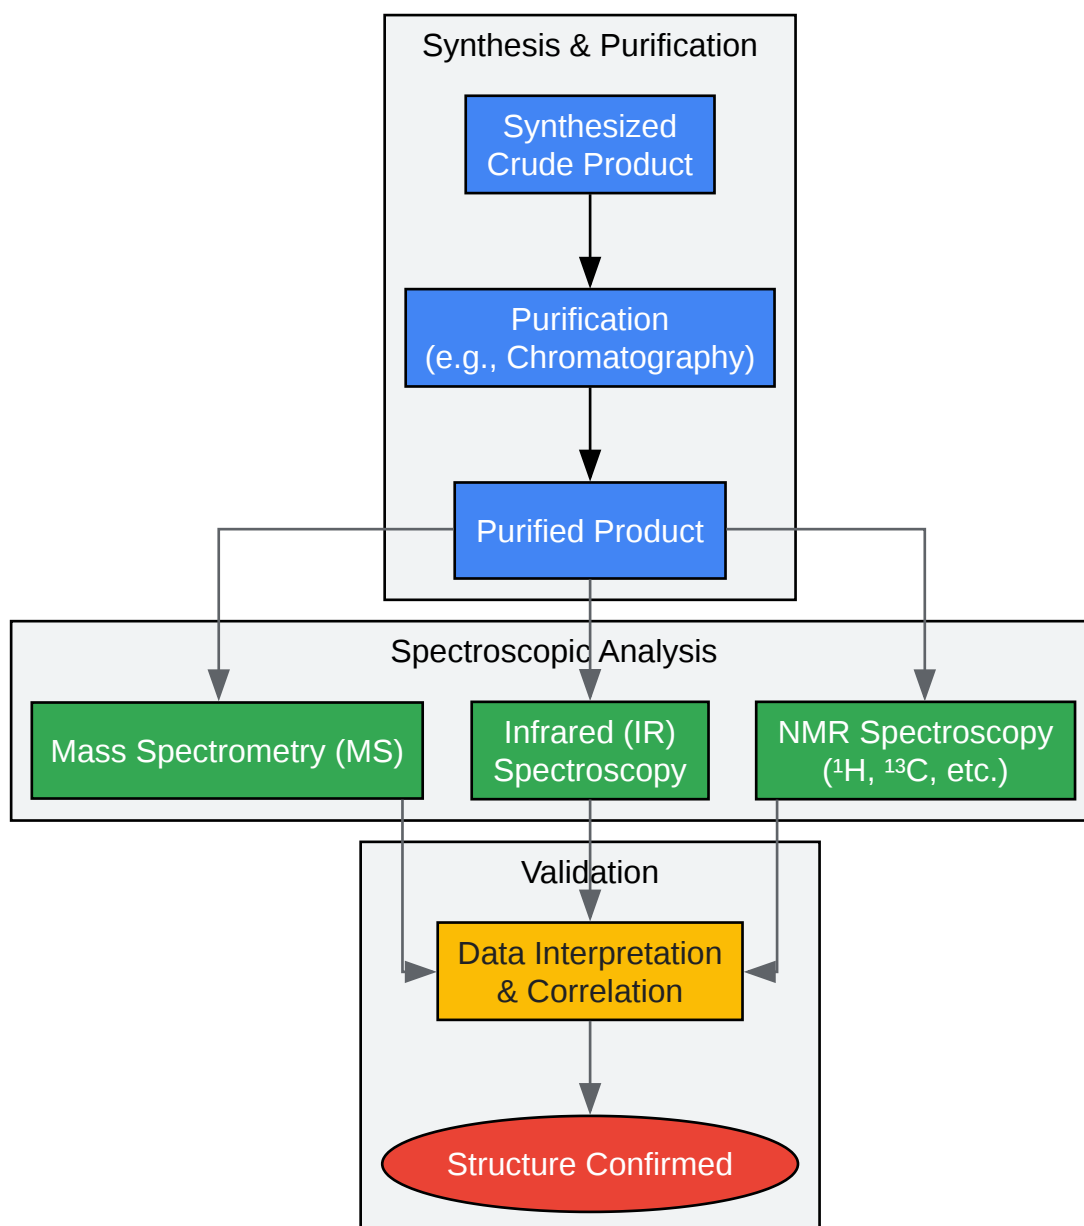 Synthesis & Purification
Synthesized
Crude Product
Purification
(e.g., Chromatography)
Purified Product
Spectroscopic Analysis
Mass Spectrometry (MS)
Infrared (IR)
Spectroscopy
NMR Spectroscopy
(¹H, ¹³C, etc.)
Validation
Data Interpretation
& Correlation
Structure Confirmed